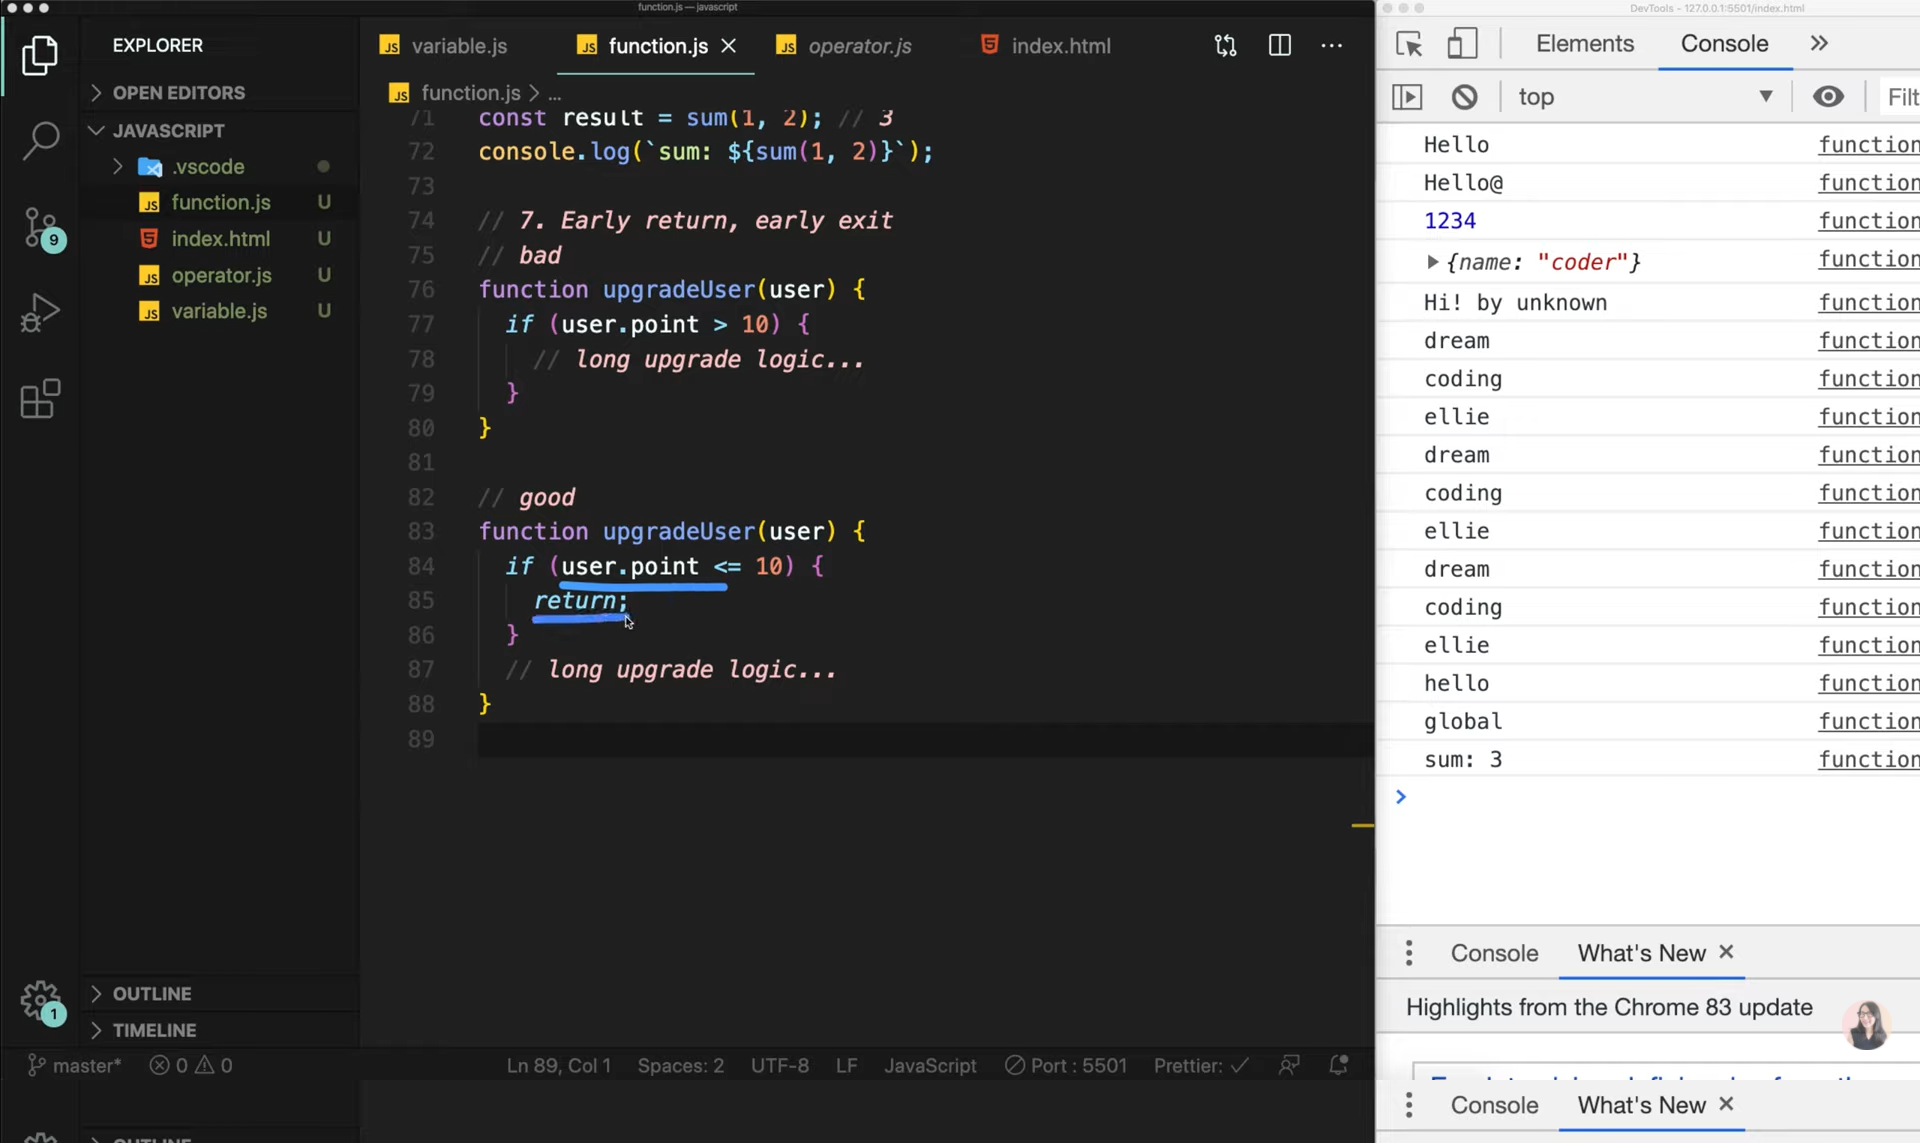 function.js — javascript
DevTools - 127.0.0.1:5501/index.html
EXPLORER
OPEN EDITORS
JAVASCRIPT
.vscode
function.js U
index.html U
operator.js U
variable.js U
OUTLINE
TIMELINE
9
1
variable.js
function.js
operator.js
index.html
function.js > ...
71 const result = sum(1, 2); // 3
72 console.log(`sum: ${sum(1, 2)}`);
73
74 // 7. Early return, early exit
75 // bad
76 function upgradeUser(user) {
77 if (user.point > 10) {
78 // long upgrade logic...
79 }
80 }
81
82 // good
83 function upgradeUser(user) {
84 if (user.point <= 10) {
85 return;
86 }
87 // long upgrade logic...
88 }
89
master* 0 0 Ln 89, Col 1 Spaces: 2 UTF-8 LF JavaScript Port : 5501 Prettier: ✓
Elements Console »
top Filt
Hello function
Hello@ function
1234 function
{name: "coder"} function
Hi! by unknown function
dream function
coding function
ellie function
dream function
coding function
ellie function
dream function
coding function
ellie function
hello function
global function
sum: 3 function
>
Console What's New ×
Highlights from the Chrome 83 update
Console What's New ×